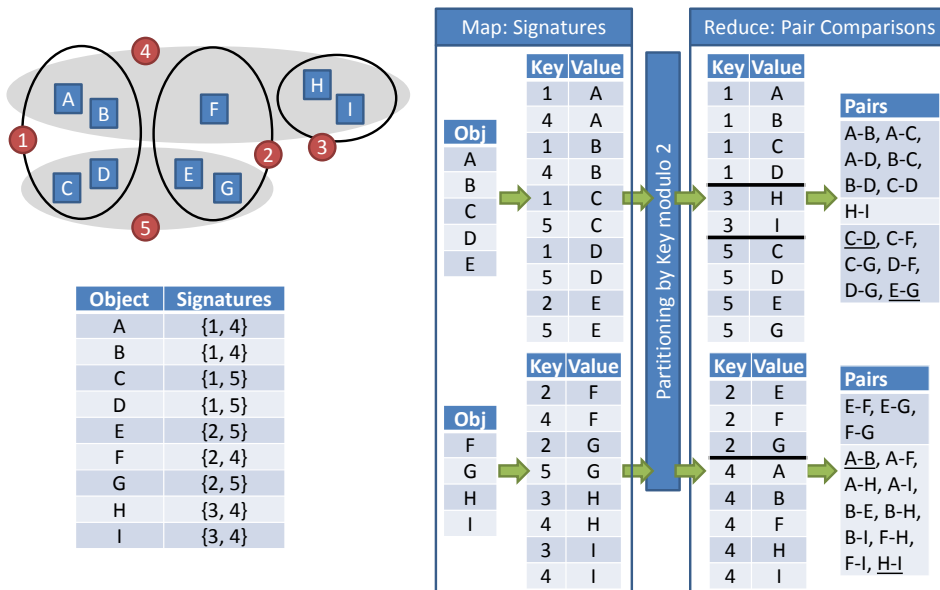 4
H
A
B
F
I
1
2
3
D
C
E
G
5
Object Signatures
A {1, 4}
B {1, 4}
C {1, 5}
D {1, 5}
E {2, 5}
F {2, 4}
G {2, 5}
H {3, 4}
I {3, 4}
Map: Signatures
Obj
A
B
C
D
E
Key Value
1 A
4 A
1 B
4 B
1 C
5 C
1 D
5 D
2 E
5 E
Obj
F
G
H
I
Key Value
2 F
4 F
2 G
5 G
3 H
4 H
3 I
4 I
Partitioning by Key modulo 2
Reduce: Pair Comparisons
Key Value
1 A
1 B
1 C
1 D
3 H
3 I
5 C
5 D
5 E
5 G
Pairs
A-B, A-C,
A-D, B-C,
B-D, C-D
H-I
C-D, C-F,
C-G, D-F,
D-G, E-G
Key Value
2 E
2 F
2 G
4 A
4 B
4 F
4 H
4 I
Pairs
E-F, E-G,
F-G
A-B, A-F,
A-H, A-I,
B-E, B-H,
B-I, F-H,
F-I, H-I